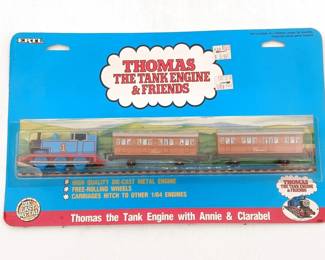 ERTL
THOMAS
THE TANK ENGINE
& FRIENDS
1
HIGH QUALITY DIE-CAST METAL ENGINE
FREE-ROLLING WHEELS
CARRIAGES HITCH TO OTHER 1/64 ENGINES
THOMAS
THE TANK ENGINE
& FRIENDS
Thomas the Tank Engine with Annie & Clarabel